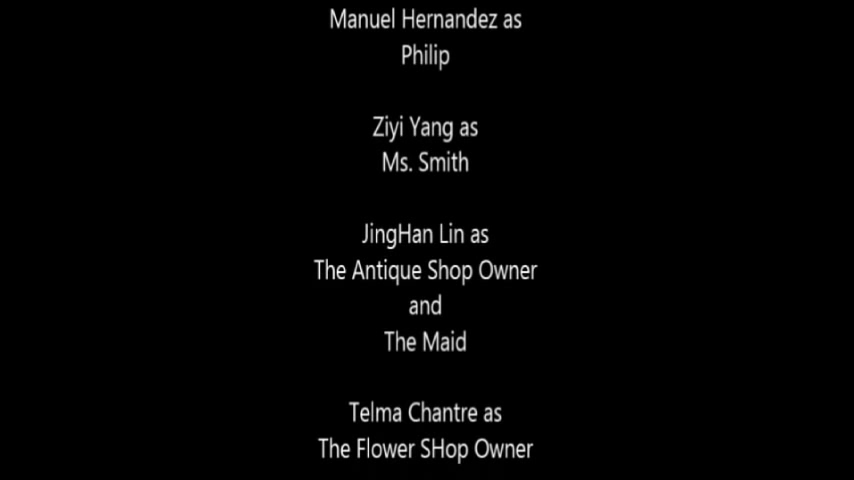 Manuel Hernandez as
Philip
Ziyi Yang as
Ms. Smith
JingHan Lin as
The Antique Shop Owner
and
The Maid
Telma Chantre as
The Flower SHop Owner